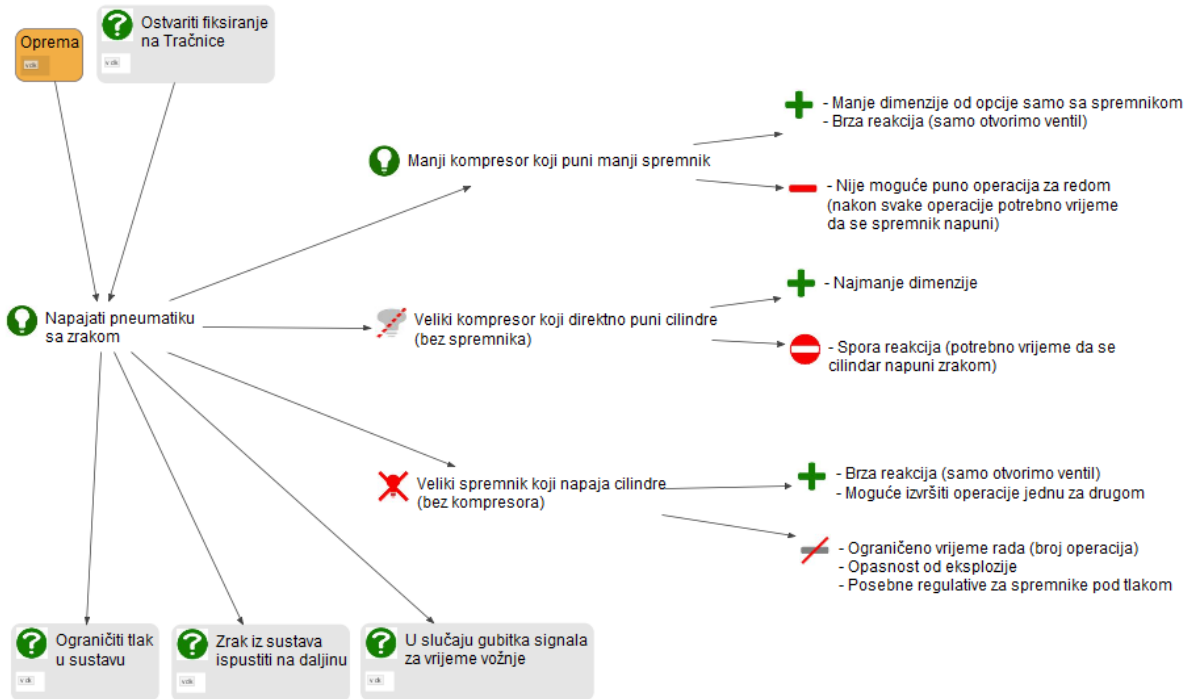 Oprema
v dk
Ostvariti fiksiranje
na Tračnice
v dk
- Manje dimenzije od opcije samo sa spremnikom
- Brza reakcija (samo otvorimo ventil)
Manji kompresor koji puni manji spremnik
- Nije moguće puno operacija za redom
(nakon svake operacije potrebno vrijeme
da se spremnik napuni)
- Najmanje dimenzije
Napajati pneumatiku
sa zrakom
Veliki kompresor koji direktno puni cilindre
(bez spremnika)
- Spora reakcija (potrebno vrijeme da se
cilindar napuni zrakom)
Veliki spremnik koji napaja cilindre
(bez kompresora)
- Brza reakcija (samo otvorimo ventil)
- Moguće izvršiti operacije jednu za drugom
- Ograničeno vrijeme rada (broj operacija)
- Opasnost od eksplozije
- Posebne regulative za spremnike pod tlakom
Ograničiti tlak
u sustavu
v dk
Zrak iz sustava
ispustiti na daljinu
v dk
U slučaju gubitka signala
za vrijeme vožnje
v dk